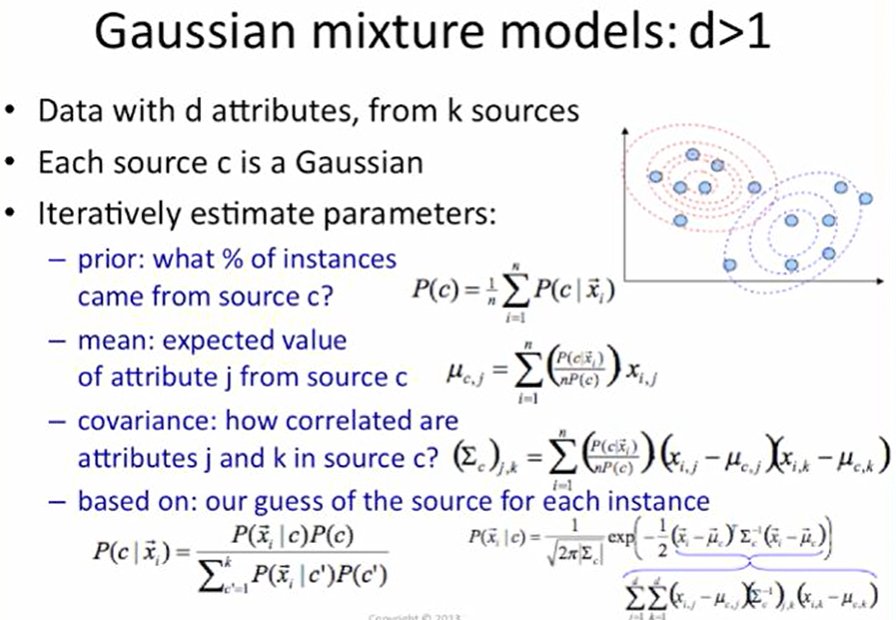 Gaussian mixture models: d>1
• Data with d attributes, from k sources
• Each source c is a Gaussian
• Iteratively estimate parameters:
– prior: what % of instances
came from source c?
P(c) = \frac{1}{n} \sum_{i=1}^{n} P(c | \vec{x}_i)
– mean: expected value
of attribute j from source c
\mu_{c,j} = \sum_{i=1}^{n} \left( \frac{P(c|\vec{x}_i)}{nP(c)} \right) x_{i,j}
– covariance: how correlated are
attributes j and k in source c?
(\Sigma_c)_{j,k} = \sum_{i=1}^{n} \left( \frac{P(c|\vec{x}_i)}{nP(c)} \right) (x_{i,j} - \mu_{c,j})(x_{i,k} - \mu_{c,k})
– based on: our guess of the source for each instance
P(c | \vec{x}_i) = \frac{P(\vec{x}_i | c)P(c)}{\sum_{c'=1}^{k} P(\vec{x}_i | c')P(c')}
P(\vec{x}_i | c) = \frac{1}{\sqrt{2\pi|\Sigma_c|}} \exp\left( -\frac{1}{2} (\vec{x}_i - \vec{\mu}_c)^T \Sigma_c^{-1} (\vec{x}_i - \vec{\mu}_c) \right)
\sum_{j=1}^{d} \sum_{k=1}^{d} (x_{i,j} - \mu_{c,j})(\Sigma_c^{-1})_{j,k}(x_{i,k} - \mu_{c,k})
Copyright © 2013